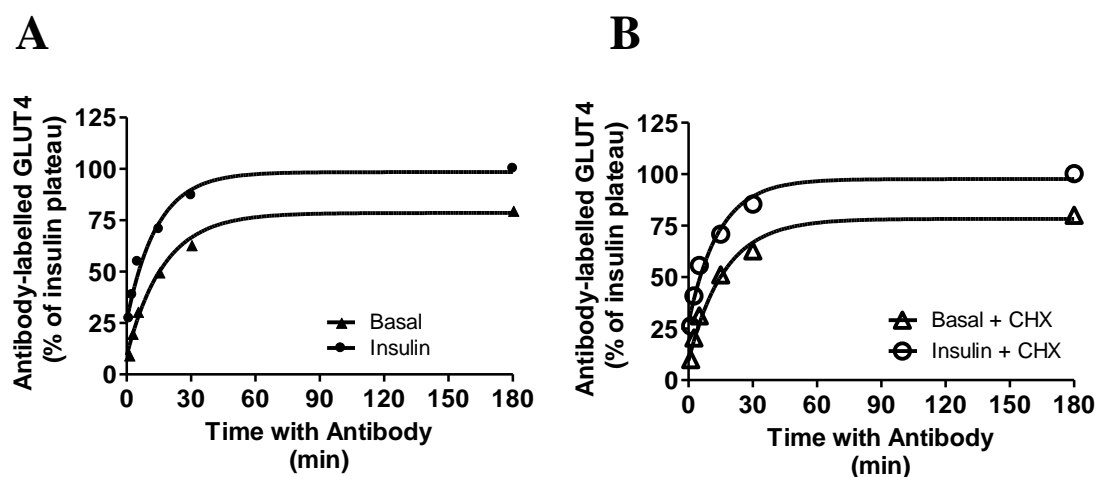 A
Antibody-labelled GLUT4
(% of insulin plateau)
125
100
75
50
25
0
Basal
Insulin
0 30 60 90 120 150 180
Time with Antibody
(min)
B
Antibody-labelled GLUT4
(% of insulin plateau)
125
100
75
50
25
0
Basal + CHX
Insulin + CHX
0 30 60 90 120 150 180
Time with Antibody
(min)